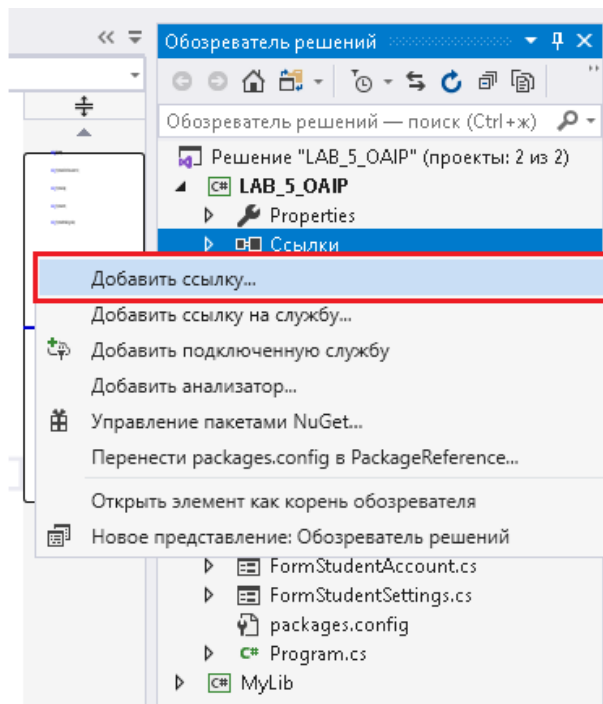 Обозреватель решений
Обозреватель решений — поиск (Ctrl+ж)
Решение "LAB_5_OAIP" (проекты: 2 из 2)
C# LAB_5_OAIP
Properties
Ссылки
Добавить ссылку...
Добавить ссылку на службу...
Добавить подключенную службу
Добавить анализатор...
Управление пакетами NuGet...
Перенести packages.config в PackageReference...
Открыть элемент как корень обозревателя
Новое представление: Обозреватель решений
FormStudentAccount.cs
FormStudentSettings.cs
packages.config
C# Program.cs
C# MyLib